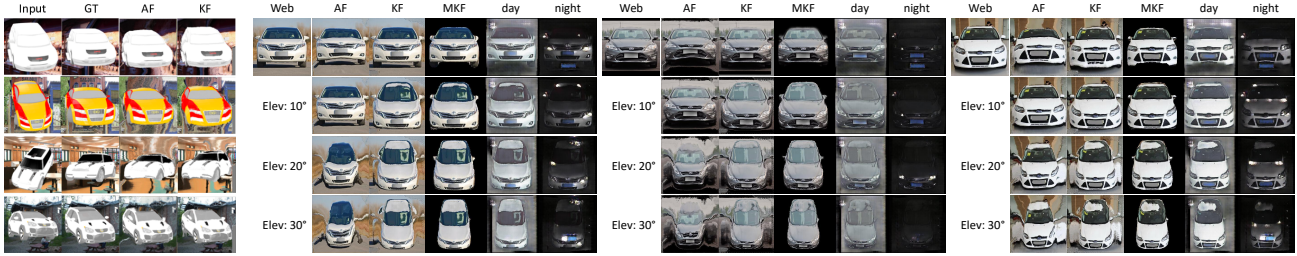 Input GT AF KF Web AF KF MKF day night Web AF KF MKF day night Web AF KF MKF day night
Elev: 10° Elev: 10° Elev: 10°
Elev: 20° Elev: 20° Elev: 20°
Elev: 30° Elev: 30° Elev: 30°